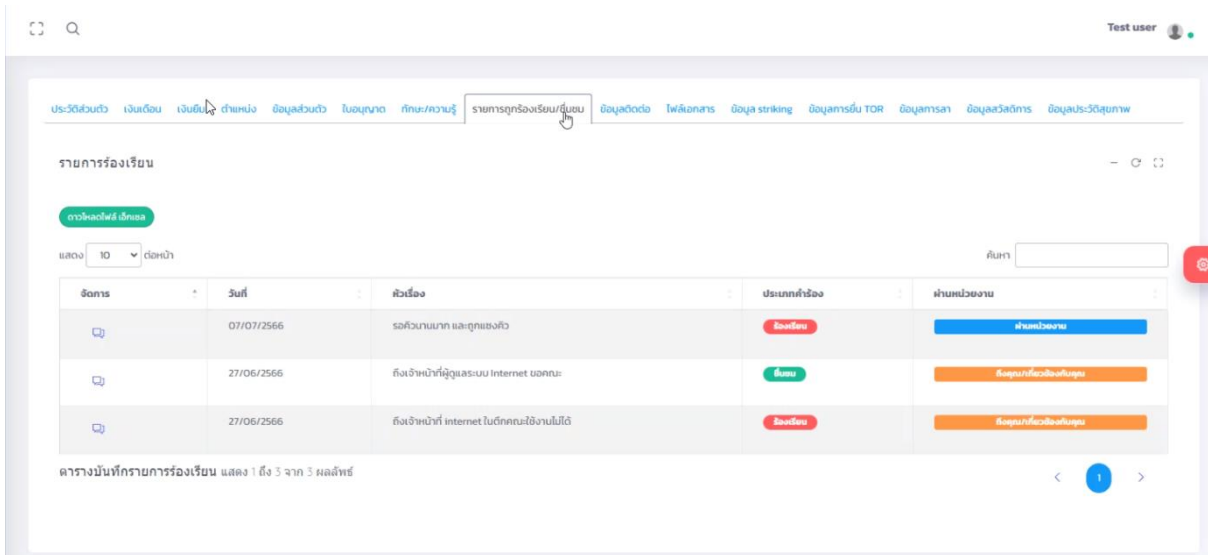 Test user
ประวัติส่วนตัว เงินเดือน เงินยืม ตำแหน่ง ข้อมูลส่วนตัว ใบอนุญาต ทักษะ/ความรู้ รายการถูกร้องเรียน/ชื่นชม ข้อมูลติดต่อ ไฟล์เอกสาร ข้อมูล striking ข้อมูลการยื่น TOR ข้อมูลการลา ข้อมูลสวัสดิการ ข้อมูลประวัติสุขภาพ
รายการร้องเรียน
ดาวโหลดไฟล์ เอ็กเซล
แสดง 10 ต่อหน้า ค้นหา
จัดการ วันที่ หัวเรื่อง ประเภทคำร้อง ผ่านหน่วยงาน
07/07/2566 รอคิวนานมาก และถูกแซงคิว ร้องเรียน ผ่านหน่วยงาน
27/06/2566 ถึงเจ้าหน้าที่ผู้ดูแลระบบ Internet ขอคณะ ชื่นชม ถึงคุณ/เกี่ยวข้องกับคุณ
27/06/2566 ถึงเจ้าหน้าที่ internet ในตึกคณะใช้งานไม่ได้ ร้องเรียน ถึงคุณ/เกี่ยวข้องกับคุณ
ตารางบันทึกรายการร้องเรียน แสดง 1 ถึง 3 จาก 3 ผลลัพธ์
1